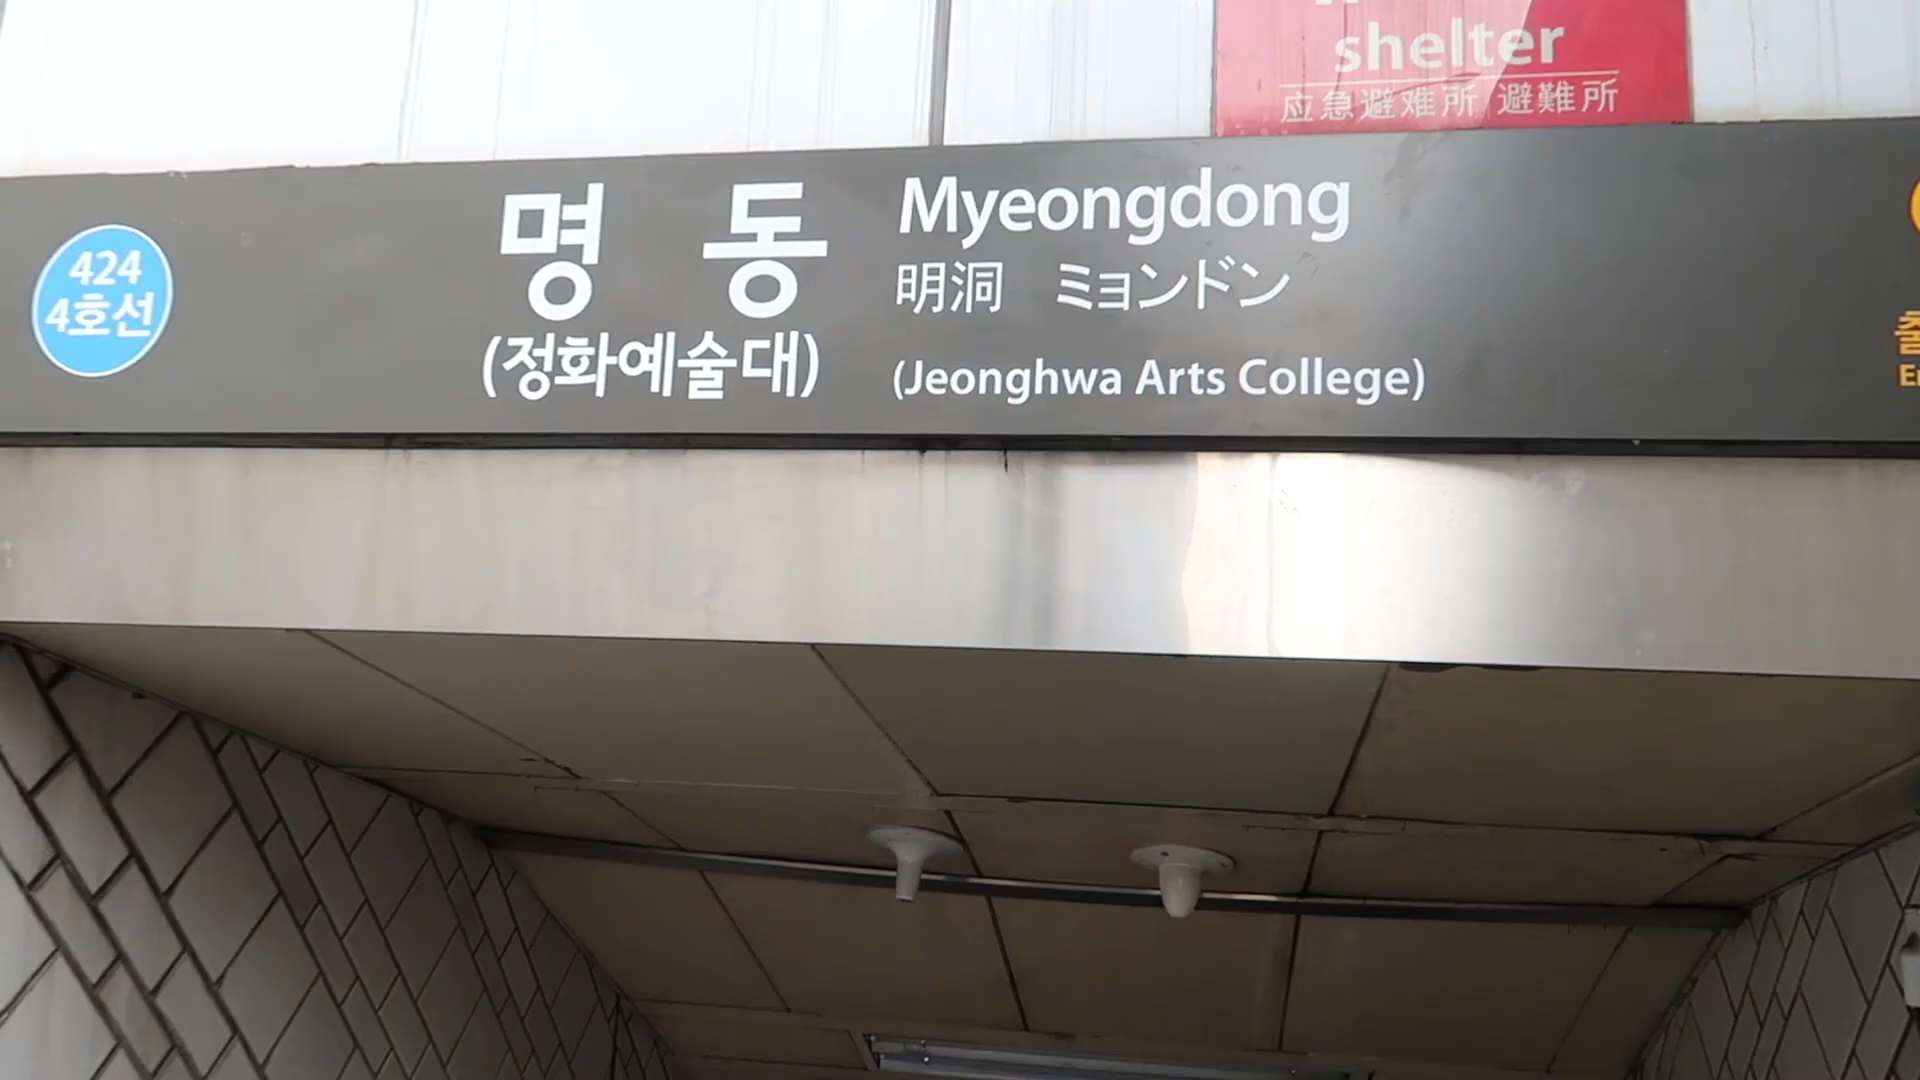 shelter
应急避难所 避難所
424
4호선
명동
(정화예술대)
Myeongdong
明洞 ミョンドン
(Jeonghwa Arts College)